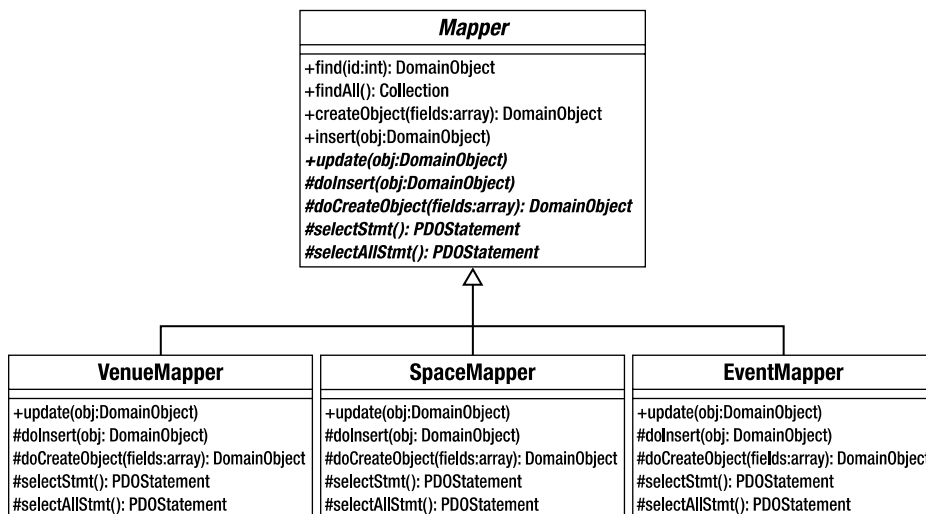 Mapper
+find(id:int): DomainObject
+findAll(): Collection
+createObject(fields:array): DomainObject
+insert(obj:DomainObject)
+update(obj:DomainObject)
#doInsert(obj:DomainObject)
#doCreateObject(fields:array): DomainObject
#selectStmt(): PDOStatement
#selectAllStmt(): PDOStatement
VenueMapper
+update(obj:DomainObject)
#doInsert(obj: DomainObject)
#doCreateObject(fields:array): DomainObject
#selectStmt(): PDOStatement
#selectAllStmt(): PDOStatement
SpaceMapper
+update(obj:DomainObject)
#doInsert(obj: DomainObject)
#doCreateObject(fields:array): DomainObject
#selectStmt(): PDOStatement
#selectAllStmt(): PDOStatement
EventMapper
+update(obj:DomainObject)
#doInsert(obj: DomainObject)
#doCreateObject(fields:array): DomainObject
#selectStmt(): PDOStatement
#selectAllStmt(): PDOStatement